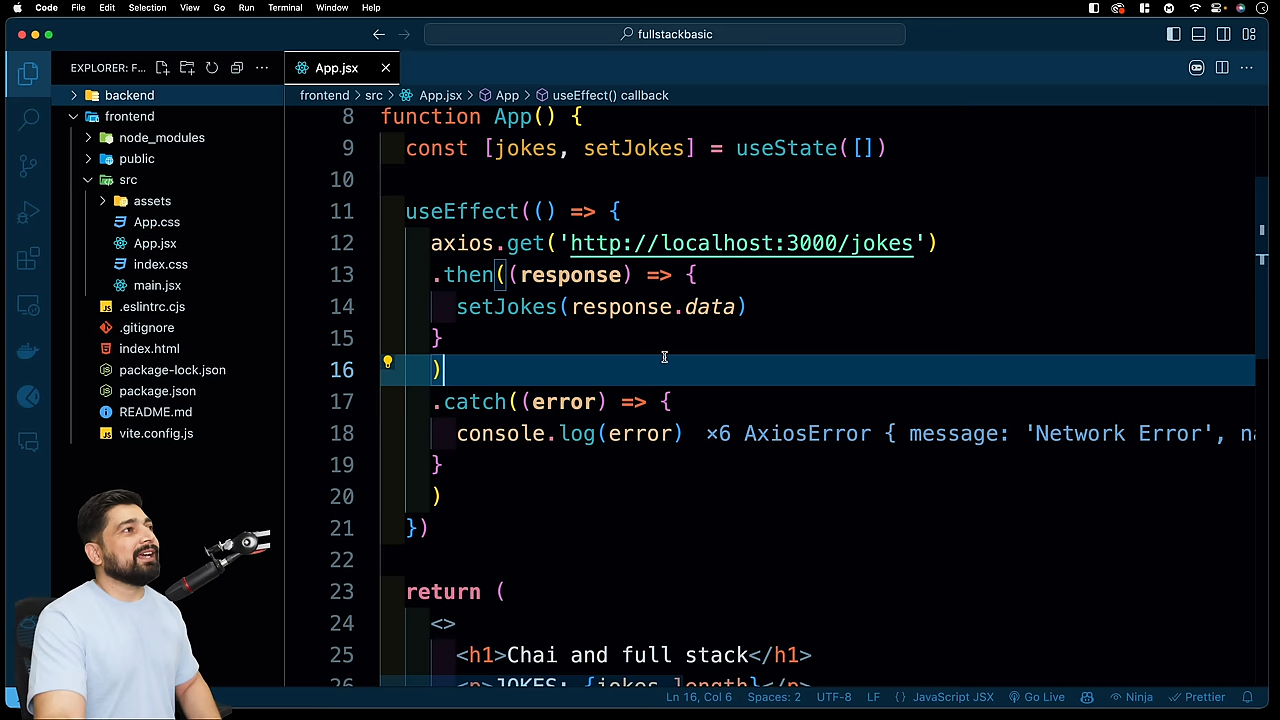 Code File Edit Selection View Go Run Terminal Window Help
fullstackbasic
EXPLORER: F...
App.jsx
frontend > src > App.jsx > App > useEffect() callback
backend
frontend
node_modules
public
src
assets
App.css
App.jsx
index.css
main.jsx
.eslintrc.cjs
.gitignore
index.html
package-lock.json
package.json
README.md
vite.config.js
8 function App() {
9 const [jokes, setJokes] = useState([])
10
11 useEffect(() => {
12 axios.get('http://localhost:3000/jokes')
13 .then((response) => {
14 setJokes(response.data)
15 }
16 )
17 .catch((error) => {
18 console.log(error) ×6 AxiosError { message: 'Network Error', na
19 }
20 )
21 })
22
23 return (
24 <>
25 <h1>Chai and full stack</h1>
26 <p>JOKES: {jokes.length}</p>
Ln 16, Col 6 Spaces: 2 UTF-8 LF {} JavaScript JSX Go Live Ninja Prettier